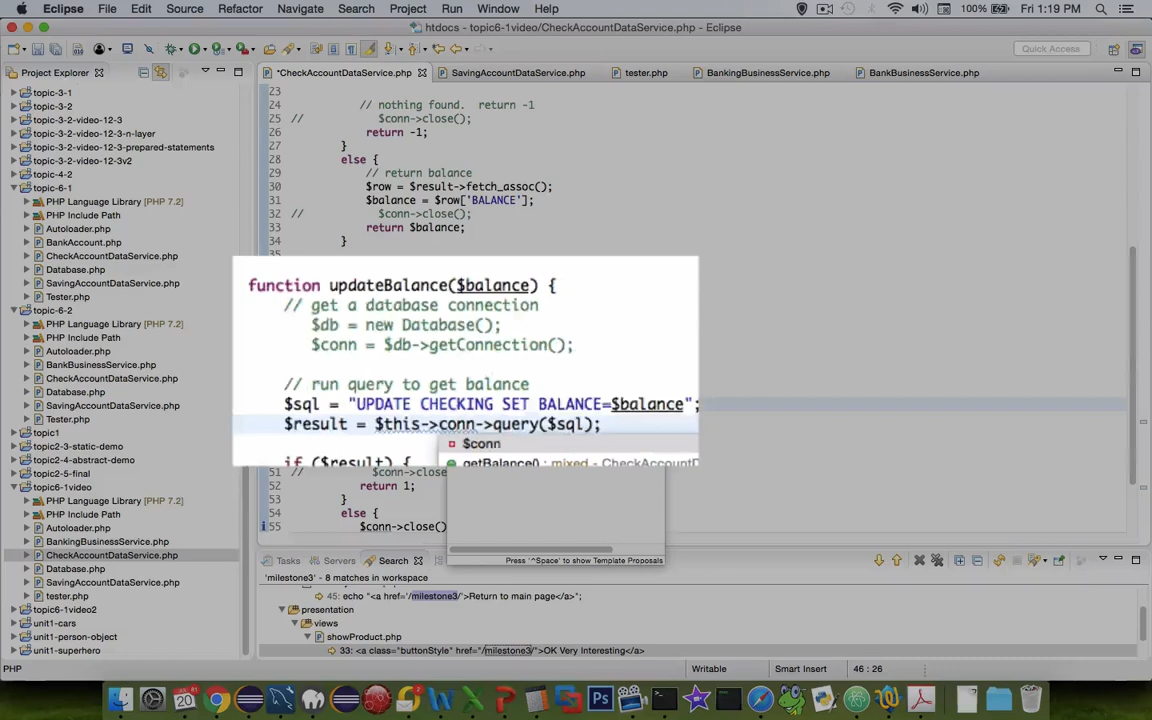 Eclipse File Edit Source Refactor Navigate Search Project Run Window Help 100% Fri 1:19 PM
htdocs - topic6-1video/CheckAccountDataService.php - Eclipse
Quick Access
Project Explorer
topic-3-1
topic-3-2
topic-3-2-video-12-3
topic-3-2-video-12-3-n-layer
topic-3-2-video-12-3-prepared-statements
topic-3-2-video-12-3v2
topic-4-2
topic-6-1
PHP Language Library [PHP 7.2]
PHP Include Path
Autoloader.php
BankAccount.php
CheckAccountDataService.php
Database.php
SavingAccountDataService.php
Tester.php
topic-6-2
PHP Language Library [PHP 7.2]
PHP Include Path
Autoloader.php
BankBusinessService.php
CheckAccountDataService.php
Database.php
SavingAccountDataService.php
Test.php
topic1
topic2-3-static-demo
topic2-4-abstract-demo
topic2-5-final
topic6-1video
PHP Language Library [PHP 7.2]
PHP Include Path
Autoloader.php
BankingBusinessService.php
CheckAccountDataService.php
Database.php
SavingAccountDataService.php
tester.php
topic6-1video2
unit1-cars
unit1-person-object
unit1-superhero
*CheckAccountDataService.php SavingAccountDataService.php tester.php BankingBusinessService.php BankBusinessService.php
23
24 // nothing found. return -1
25 // $conn->close();
26 return -1;
27 }
28 else {
29 // return balance
30 $row = $result->fetch_assoc();
31 $balance = $row['BALANCE'];
32 // $conn->close();
33 return $balance;
34 }
35
function updateBalance($balance) {
// get a database connection
$db = new Database();
$conn = $db->getConnection();
// run query to get balance
$sql = "UPDATE CHECKING SET BALANCE=$balance";
$result = $this->conn->query($sql);
$conn
if ($result) {
getBalance() : mixed - CheckAccountD
51 // $conn->close
52 return 1;
53 }
54 else {
55 $conn->close()
Press '^Space' to show Template Proposals
Tasks Servers Search
'milestone3' - 8 matches in workspace
45: echo "<a href='/milestone3/'>Return to main page</a>";
presentation
views
showProduct.php
33: <a class="buttonStyle" href="/milestone3/">OK Very Interesting</a>
PHP Writable Smart Insert 46 : 26